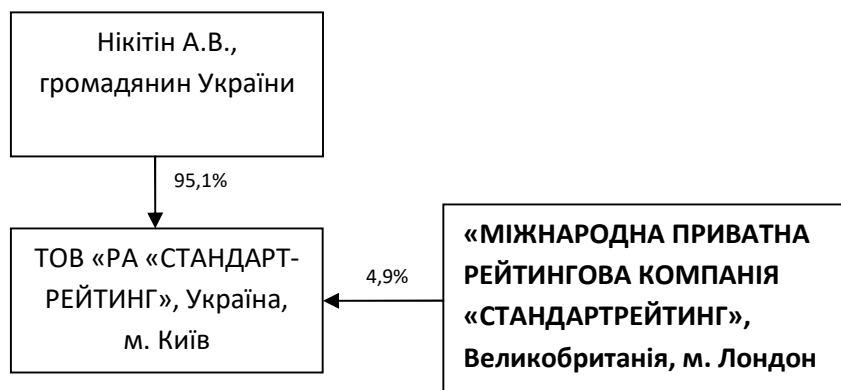 Нікітін А.В.,
громадянин України
95,1%
ТОВ «РА «СТАНДАРТ-
РЕЙТИНГ», Україна,
м. Київ
4,9%
«МІЖНАРОДНА ПРИВАТНА
РЕЙТИНГОВА КОМПАНІЯ
«СТАНДАРТРЕЙТИНГ»,
Великобританія, м. Лондон